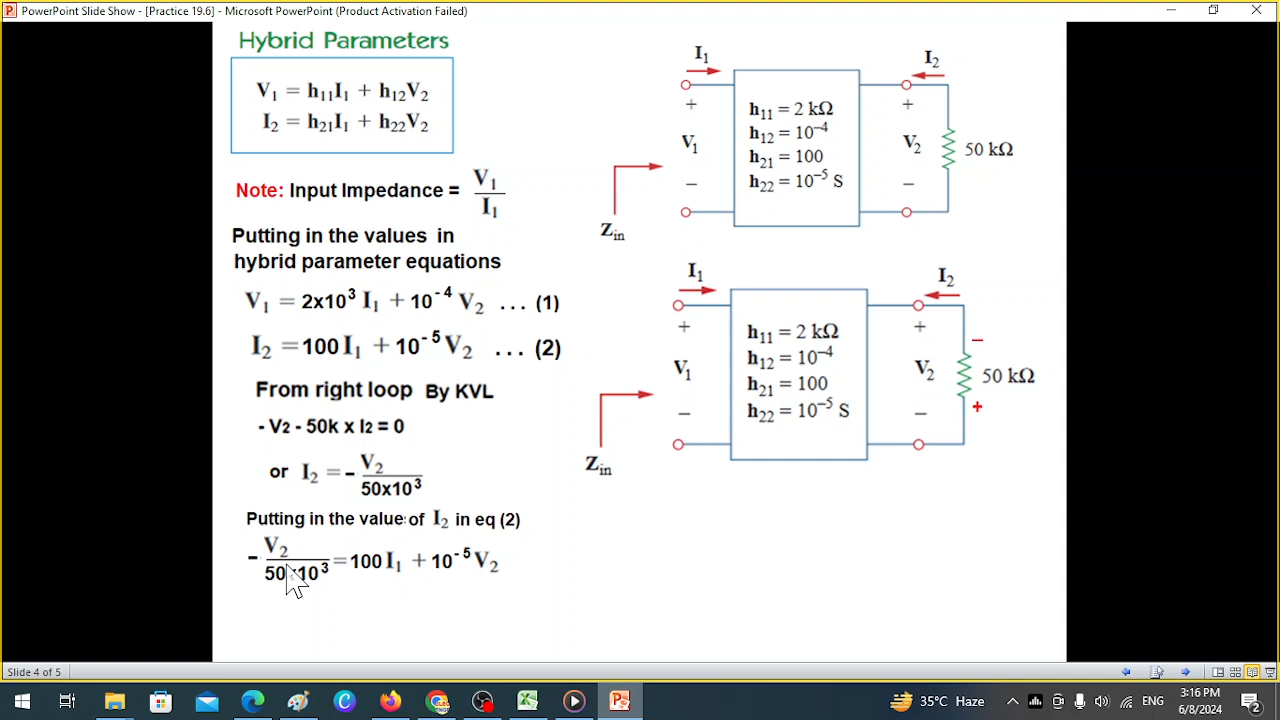 PowerPoint Slide Show - [Practice 19.6] - Microsoft PowerPoint (Product Activation Failed)
Hybrid Parameters
V₁ = h₁₁I₁ + h₁₂V₂
I₂ = h₂₁I₁ + h₂₂V₂
Note: Input Impedance = V₁/I₁
Putting in the values in
hybrid parameter equations
V₁ = 2x10³ I₁ + 10⁻⁴ V₂ ... (1)
I₂ = 100 I₁ + 10⁻⁵ V₂ ... (2)
From right loop By KVL
- V₂ - 50k x I₂ = 0
or I₂ = - V₂/50x10³
Putting in the value of I₂ in eq (2)
- V₂/50x10³ = 100 I₁ + 10⁻⁵ V₂
I₁ I₂
+ +
h₁₁ = 2 kΩ
h₁₂ = 10⁻⁴
V₁ V₂ 50 kΩ
h₂₁ = 100
h₂₂ = 10⁻⁵ S
− −
Zᵢₙ
I₁ I₂
+ + −
h₁₁ = 2 kΩ
h₁₂ = 10⁻⁴
V₁ V₂ 50 kΩ
h₂₁ = 100
h₂₂ = 10⁻⁵ S
− − +
Zᵢₙ
Slide 4 of 5
35°C Haze ENG 3:16 PM
6/8/2024 2